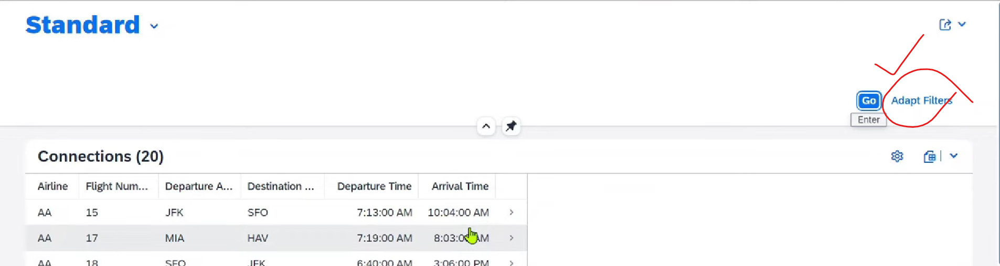 Standard
Go Adapt Filters
Enter
Connections (20)
Airline Flight Num... Departure A... Destination ... Departure Time Arrival Time
AA 15 JFK SFO 7:13:00 AM 10:04:00 AM
AA 17 MIA HAV 7:19:00 AM 8:03:00 AM
AA 18 SFO JFK 6:40:00 AM 3:06:00 PM